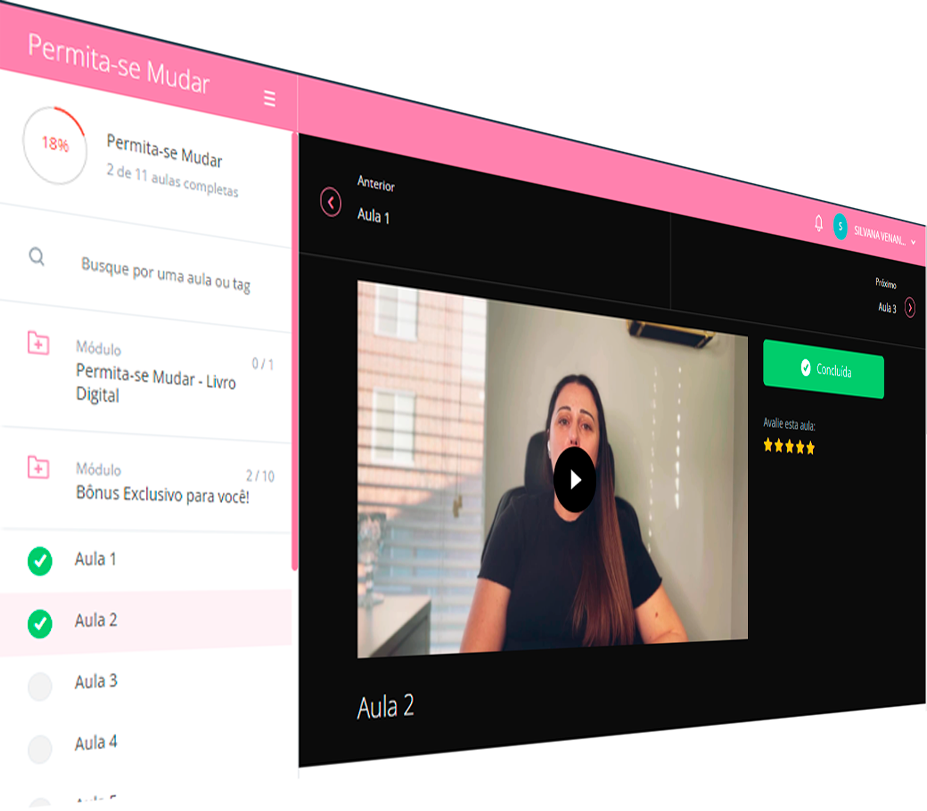 Permita-se Mudar
18%
Permita-se Mudar
2 de 11 aulas completas
Busque por uma aula ou tag
Módulo
0 / 1
Permita-se Mudar - Livro
Digital
Módulo
2 / 10
Bônus Exclusivo para você!
Aula 1
Aula 2
Aula 3
Aula 4
Anterior
Aula 1
S
SILVANA VENAN...
Próximo
Aula 3
Concluída
Avalie esta aula:
Aula 2